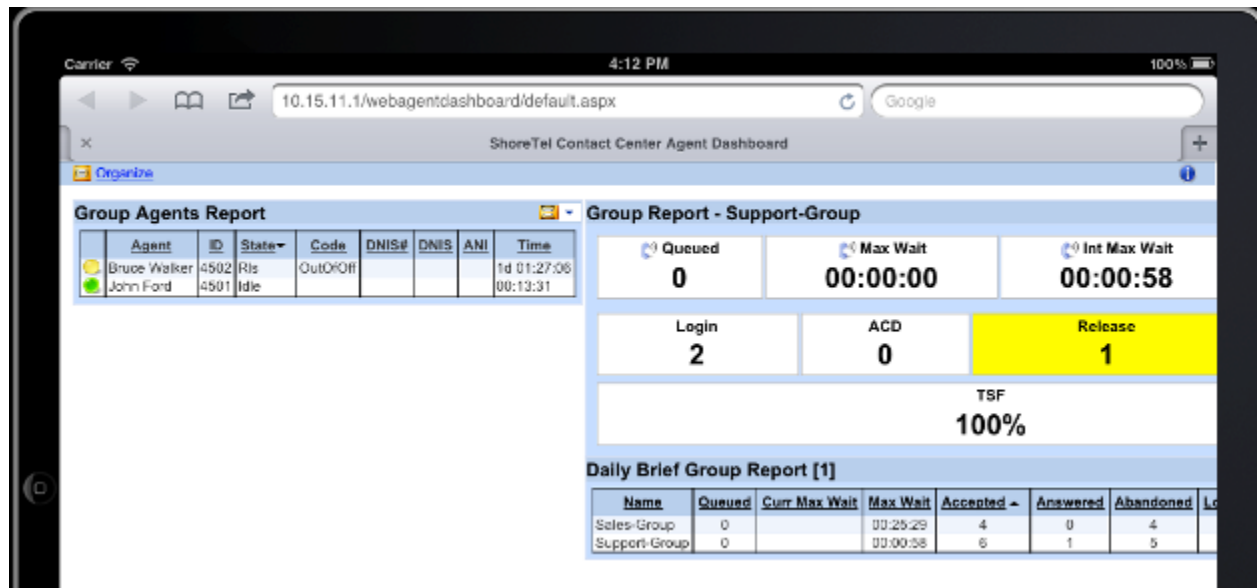 Carrier 4:12 PM 100%
10.15.11.1/webagentdashboard/default.aspx Google
ShoreTel Contact Center Agent Dashboard
Organize
Group Agents Report
Agent ID State Code DNIS# DNIS ANI Time
Bruce Walker 4502 Rls OutOfOff 1d 01:27:06
John Ford 4501 Idle 00:13:31
Group Report - Support-Group
Queued Max Wait Int Max Wait
0 00:00:00 00:00:58
Login ACD Release
2 0 1
TSF
100%
Daily Brief Group Report [1]
Name Queued Curr Max Wait Max Wait Accepted Answered Abandoned Lo
Sales-Group 0 00:25:29 4 0 4
Support-Group 0 00:00:58 6 1 5